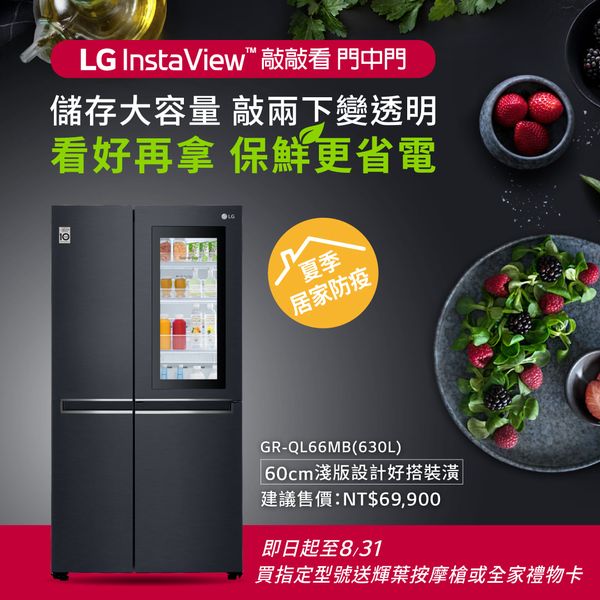 LG InstaView™ 敲敲看 門中門
儲存大容量 敲兩下變透明
看好再拿 保鮮更省電
LG
夏季
居家防疫
GR-QL66MB(630L)
60cm淺版設計好搭裝潢
建議售價：NT$69,900
即日起至8/31
買指定型號送輝葉按摩槍或全家禮物卡